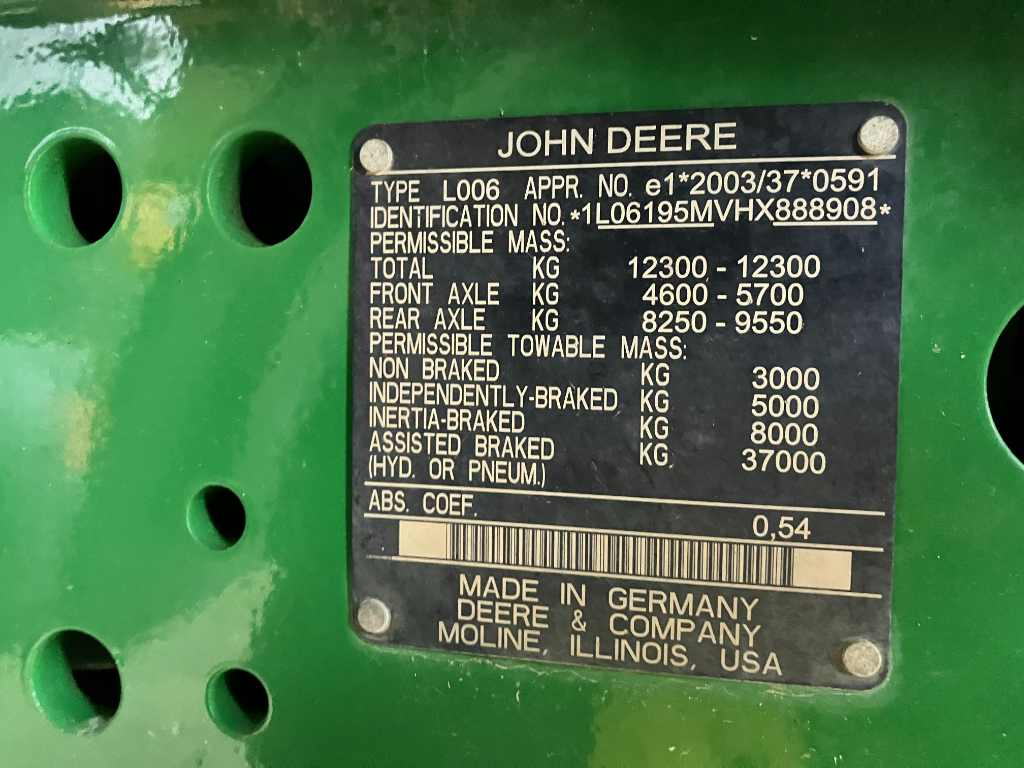 JOHN DEERE
TYPE L006 APPR. NO. e1*2003/37*0591
IDENTIFICATION NO. *1L06195MVHX888908*
PERMISSIBLE MASS:
TOTAL KG 12300 - 12300
FRONT AXLE KG 4600 - 5700
REAR AXLE KG 8250 - 9550
PERMISSIBLE TOWABLE MASS:
NON BRAKED KG 3000
INDEPENDENTLY-BRAKED KG 5000
INERTIA-BRAKED KG 8000
ASSISTED BRAKED KG. 37000
(HYD. OR PNEUM.)
ABS. COEF. 0,54
MADE IN GERMANY
DEERE & COMPANY
MOLINE, ILLINOIS, USA